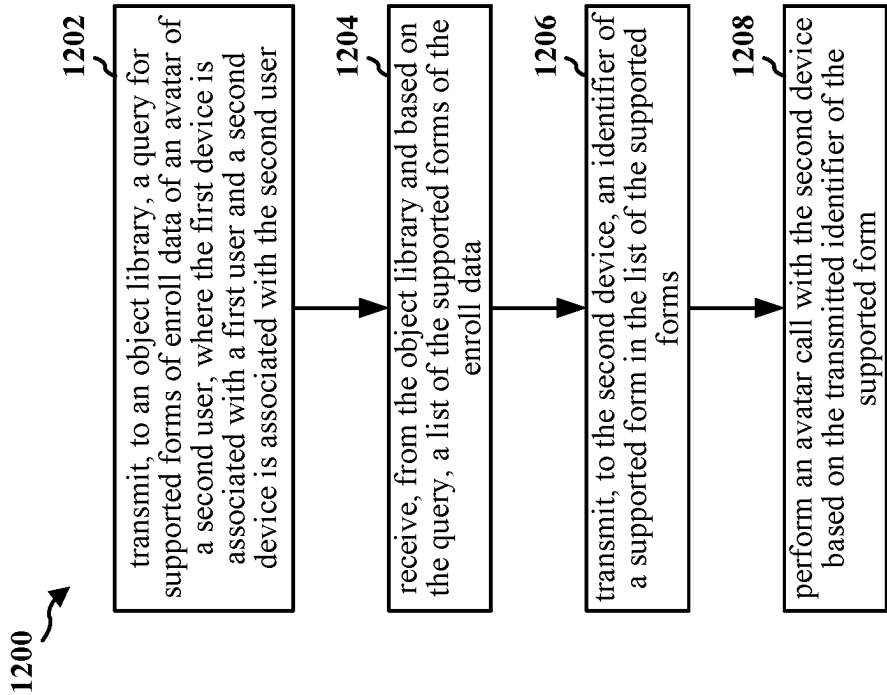 1200
1202
transmit, to an object library, a query for
supported forms of enroll data of an avatar of
a second user, where the first device is
associated with a first user and a second
device is associated with the second user
1204
receive, from the object library and based on
the query, a list of the supported forms of the
enroll data
1206
transmit, to the second device, an identifier of
a supported form in the list of the supported
forms
1208
perform an avatar call with the second device
based on the transmitted identifier of the
supported form